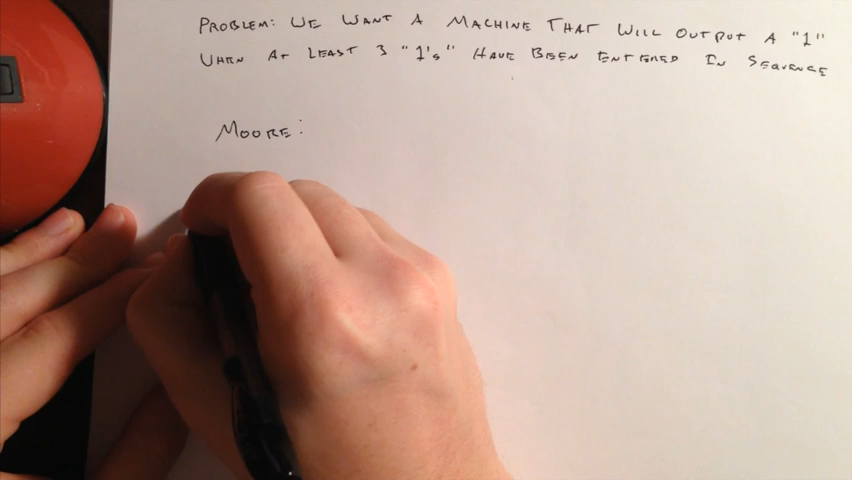 PROBLEM: WE WANT A MACHINE THAT WILL OUTPUT A "1"
WHEN AT LEAST 3 "1's" HAVE BEEN ENTERED IN SEQUENCE
MOORE: